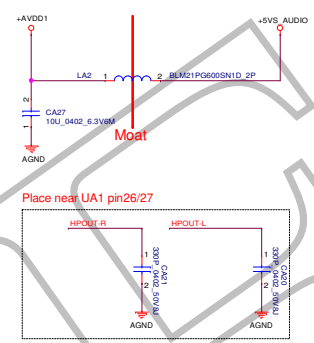 +AVDD1
+5VS_AUDIO
LA2 1 2 BLM21PG600SN1D_2P
2
CA27
10U_0402_6.3V6M
1
Moat
AGND
Place near UA1 pin26/27
HPOUT-R
HPOUT-L
1
CA21
330P_0402_50V8J
2
1
CA20
330P_0402_50V8J
2
AGND
AGND